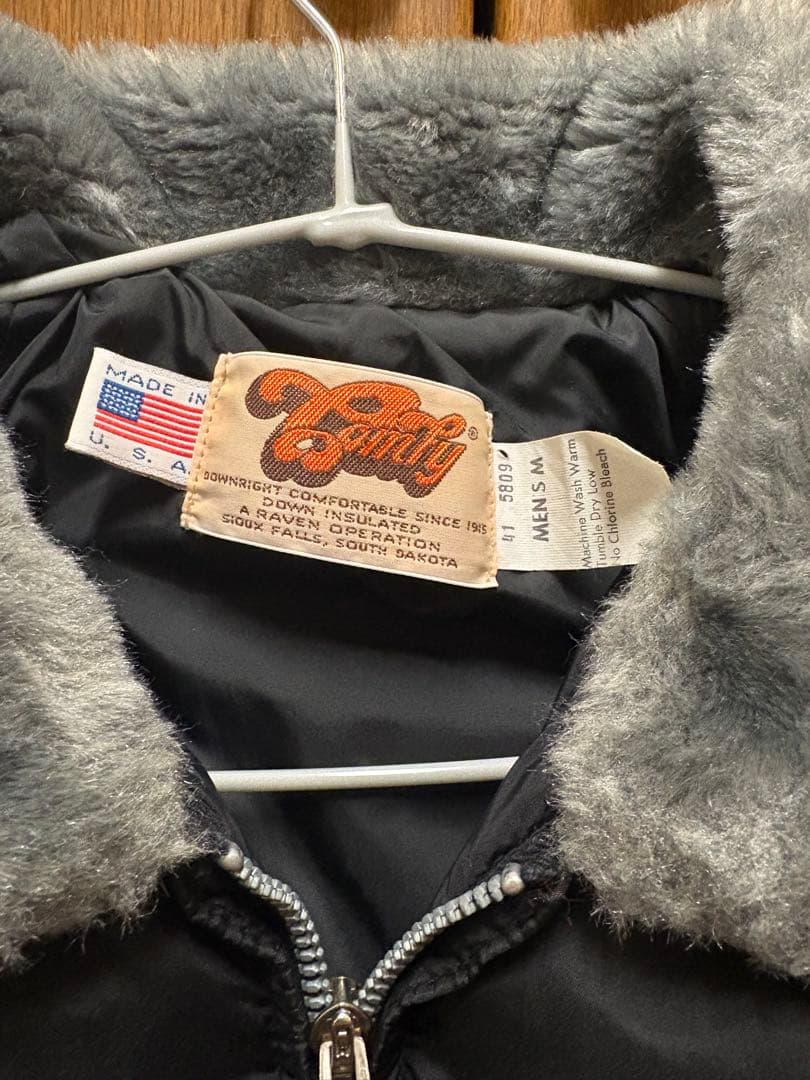 MADE IN
U. S. A.
Comfy®
DOWNRIGHT COMFORTABLE SINCE 1915
DOWN INSULATED
A RAVEN OPERATION
SIOUX FALLS, SOUTH DAKOTA
41 5809
MEN'S M
Machine Wash Warm
Tumble Dry Low
No Chlorine Bleach